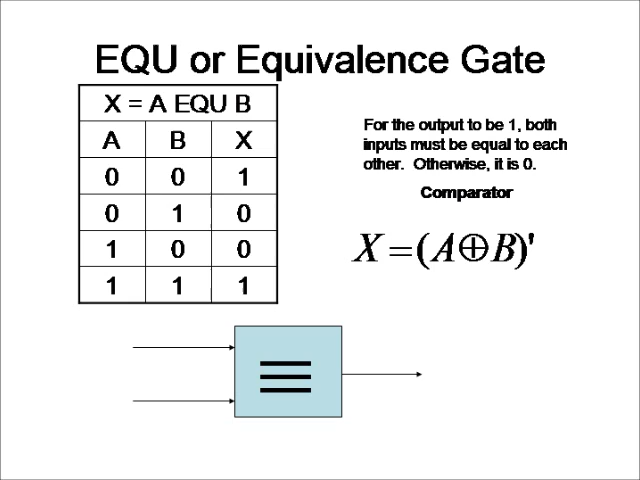 EQU or Equivalence Gate
X = A EQU B
A B X
0 0 1
0 1 0
1 0 0
1 1 1
For the output to be 1, both
inputs must be equal to each
other. Otherwise, it is 0.
Comparator
X = (A⊕B)'
≡